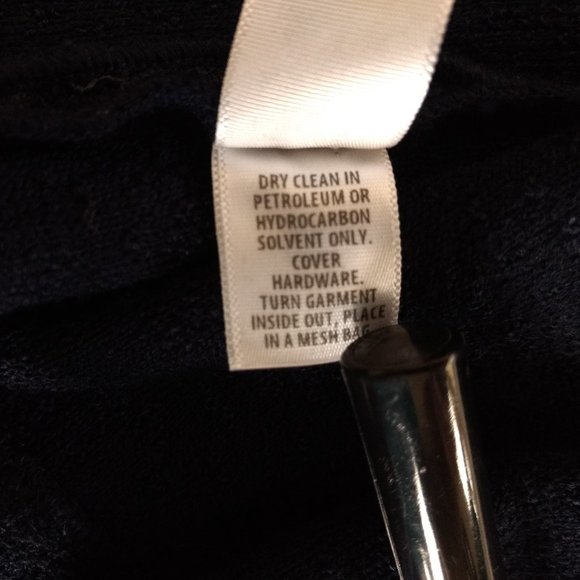 DRY CLEAN IN
PETROLEUM OR
HYDROCARBON
SOLVENT ONLY.
COVER
HARDWARE.
TURN GARMENT
INSIDE OUT, PLACE
IN A MESH BAG.